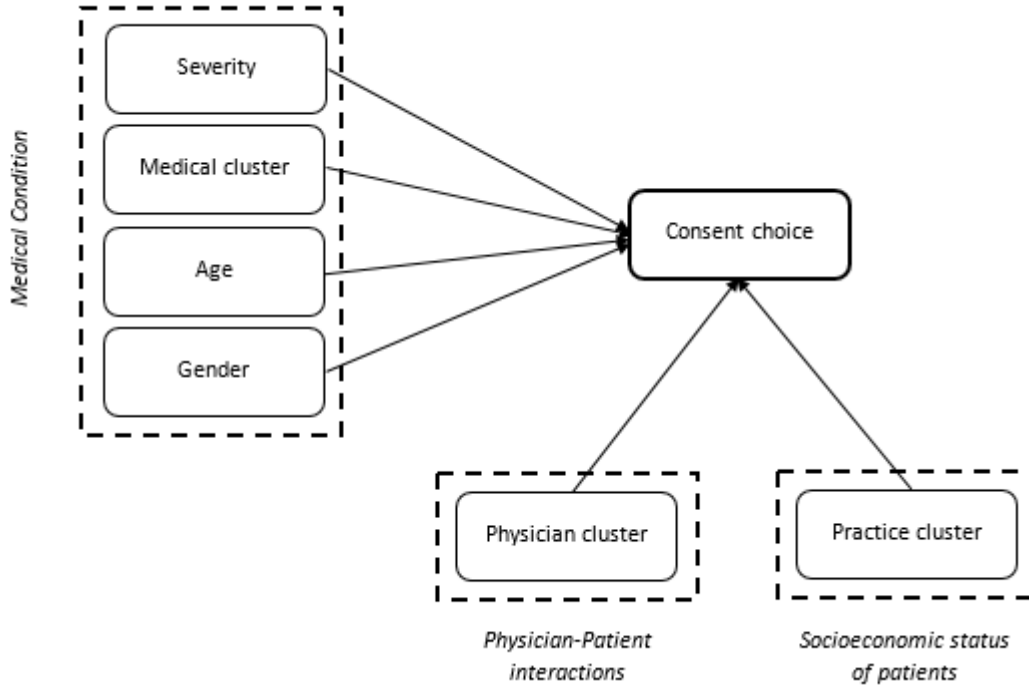 Medical Condition
Severity
Medical cluster
Age
Gender
Consent choice
Physician cluster
Practice cluster
Physician-Patient
interactions
Socioeconomic status
of patients